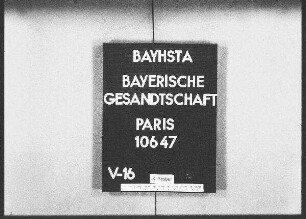 BAYHSTA
BAYERISCHE
GESANDTSCHAFT
PARIS
10647
V-16